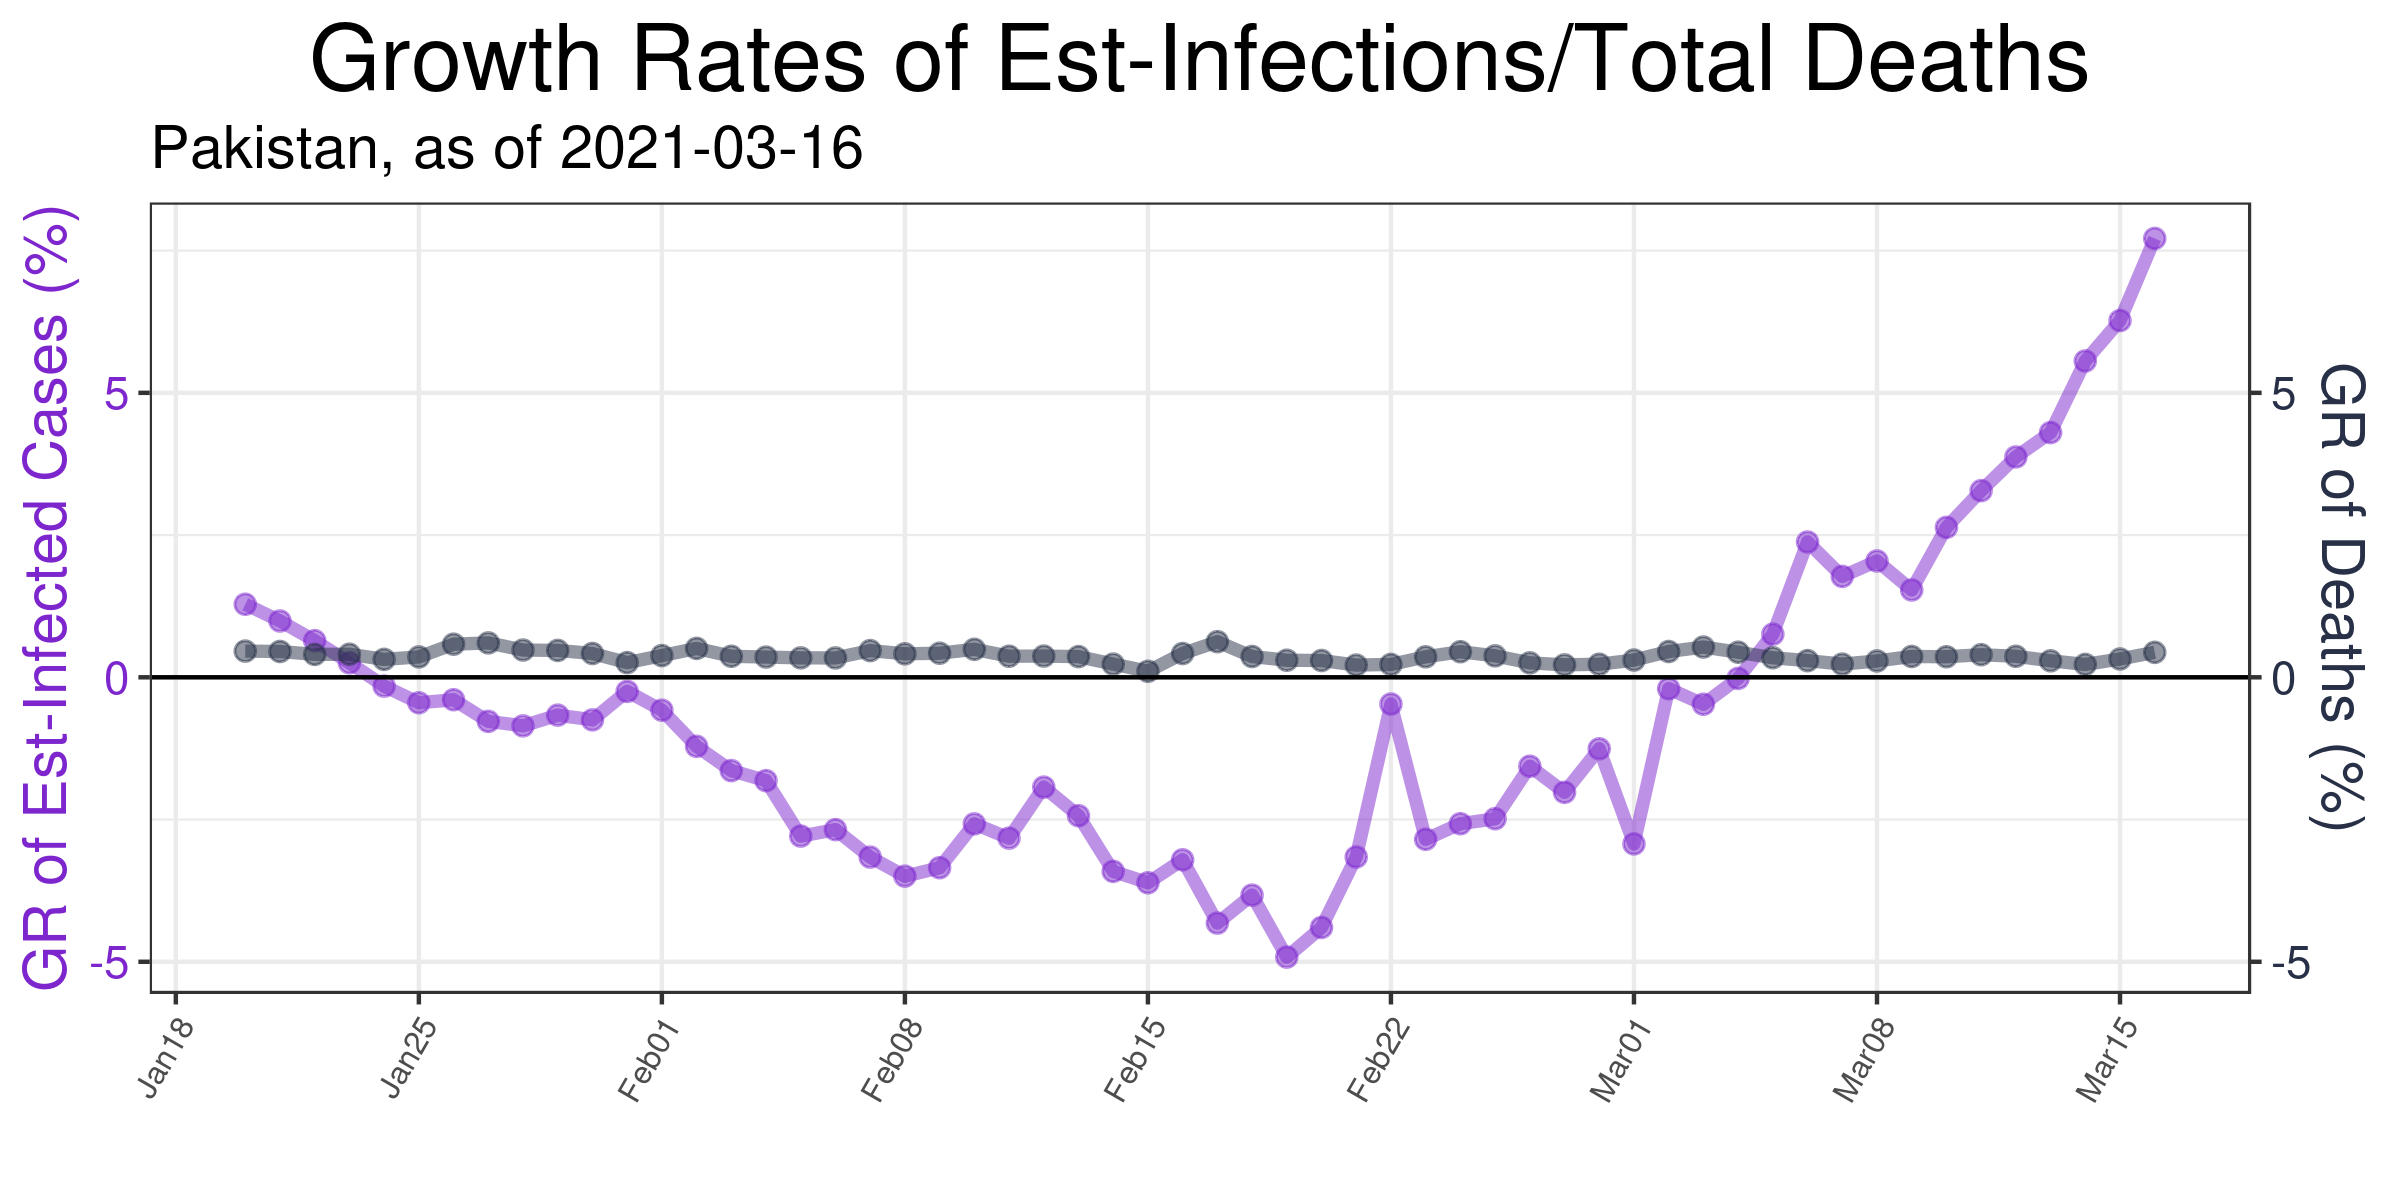 Growth Rates of Est-Infections/Total Deaths
Pakistan, as of 2021-03-16
GR of Est-Infected Cases (%)
5
0
-5
5
0
-5
GR of Deaths (%)
Jan18
Jan25
Feb01
Feb08
Feb15
Feb22
Mar01
Mar08
Mar15